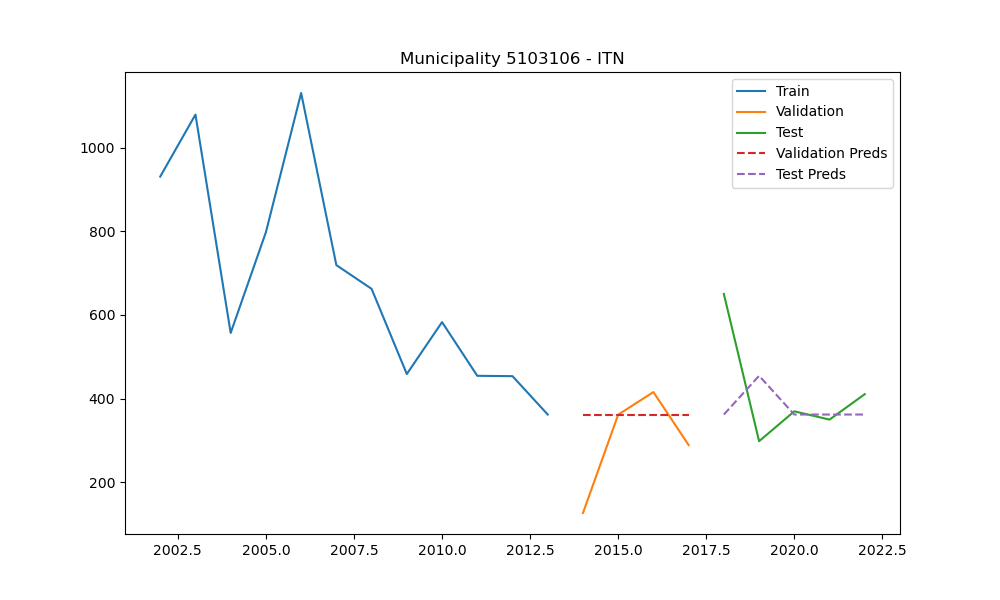 Municipality 5103106 - ITN
Train
Validation
Test
Validation Preds
Test Preds
1000
800
600
400
200
2002.5 2005.0 2007.5 2010.0 2012.5 2015.0 2017.5 2020.0 2022.5